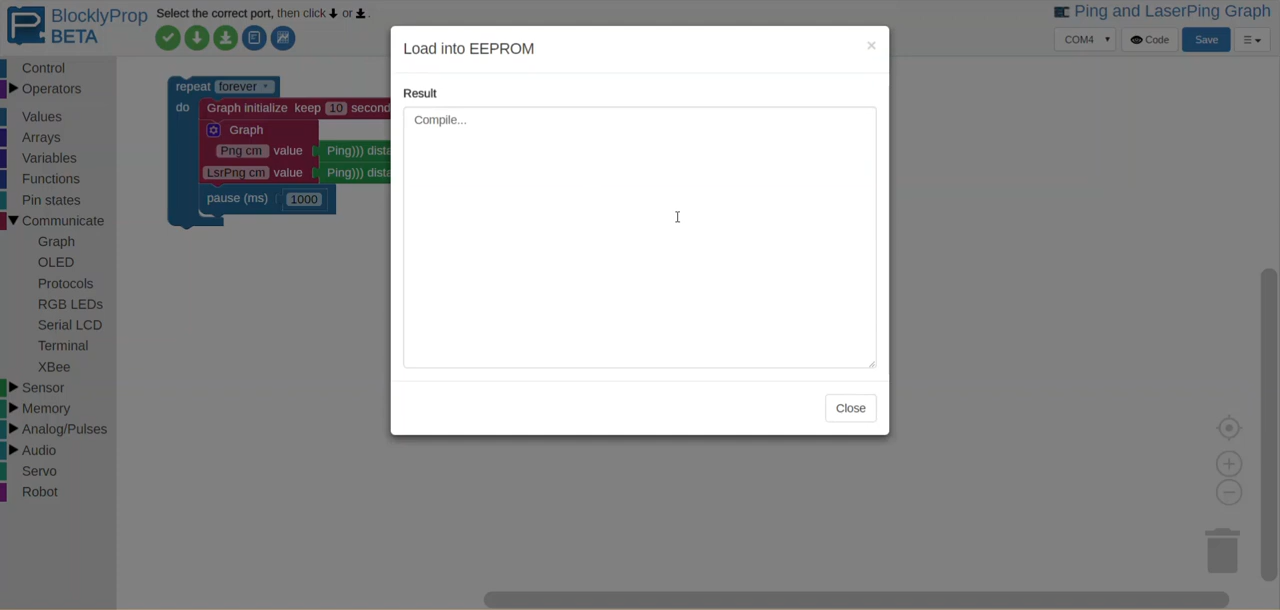 BlocklyProp
BETA
Select the correct port, then click or .
Ping and LaserPing Graph
COM4
Code
Save
Control
Operators
Values
Arrays
Variables
Functions
Pin states
Communicate
Graph
OLED
Protocols
RGB LEDs
Serial LCD
Terminal
XBee
Sensor
Memory
Analog/Pulses
Audio
Servo
Robot
repeat forever
do Graph initialize keep 10 second
Graph
Png cm value Ping))) dista
LsrPng cm value Ping))) dista
pause (ms) 1000
Load into EEPROM
×
Result
Compile...
Close